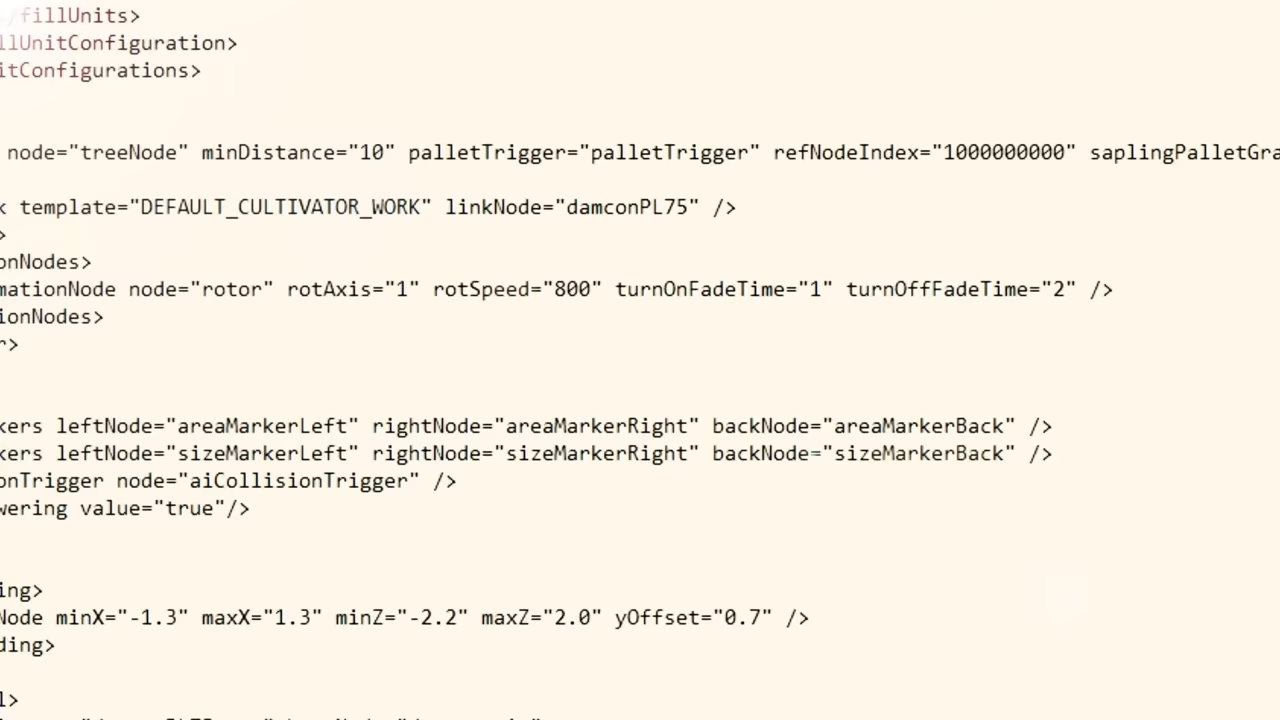 /fillUnits>
llUnitConfiguration>
itConfigurations>
node="treeNode" minDistance="10" palletTrigger="palletTrigger" refNodeIndex="1000000000" saplingPalletGra
k template="DEFAULT_CULTIVATOR_WORK" linkNode="damconPL75" />
>
onNodes>
mationNode node="rotor" rotAxis="1" rotSpeed="800" turnOnFadeTime="1" turnOffFadeTime="2" />
ionNodes>
r>
kers leftNode="areaMarkerLeft" rightNode="areaMarkerRight" backNode="areaMarkerBack" />
kers leftNode="sizeMarkerLeft" rightNode="sizeMarkerRight" backNode="sizeMarkerBack" />
onTrigger node="aiCollisionTrigger" />
wering value="true"/>
ing>
Node minX="-1.3" maxX="1.3" minZ="-2.2" maxZ="2.0" yOffset="0.7" />
ding>
l>